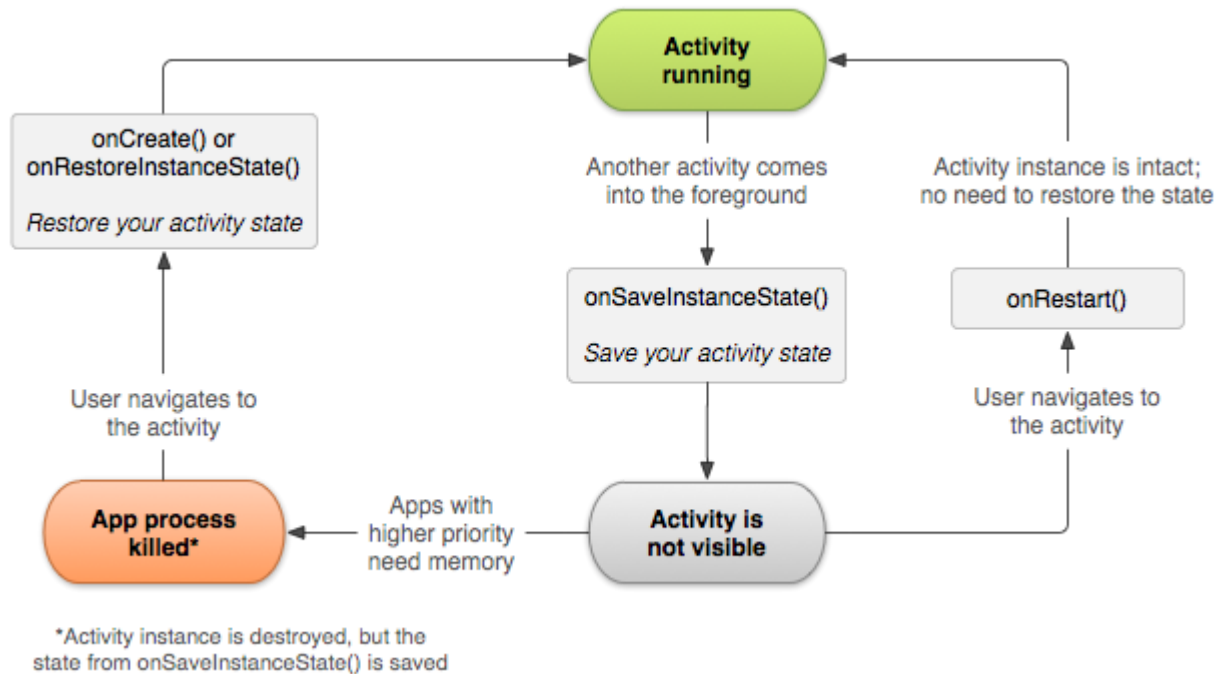 Activity
running
onCreate() or
onRestoreInstanceState()
Restore your activity state
Another activity comes
into the foreground
Activity instance is intact;
no need to restore the state
onSaveInstanceState()
Save your activity state
onRestart()
User navigates to
the activity
User navigates to
the activity
App process
killed*
Apps with
higher priority
need memory
Activity is
not visible
*Activity instance is destroyed, but the
state from onSaveInstanceState() is saved